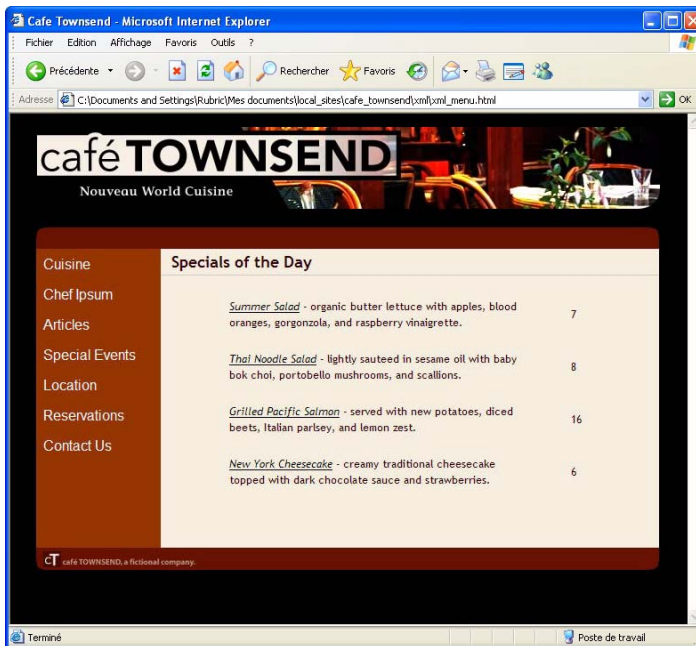 Cafe Townsend - Microsoft Internet Explorer
Fichier Edition Affichage Favoris Outils ?
Précédente Rechercher Favoris
Adresse C:\Documents and Settings\Rubric\Mes documents\local_sites\cafe_townsend\xml\xml_menu.html OK
café TOWNSEND
Nouveau World Cuisine
Cuisine
Chef Ipsum
Articles
Special Events
Location
Reservations
Contact Us
Specials of the Day
Summer Salad - organic butter lettuce with apples, blood
oranges, gorgonzola, and raspberry vinaigrette.
7
Thai Noodle Salad - lightly sauteed in sesame oil with baby
bok choi, portobello mushrooms, and scallions.
8
Grilled Pacific Salmon - served with new potatoes, diced
beets, Italian parlsey, and lemon zest.
16
New York Cheesecake - creamy traditional cheesecake
topped with dark chocolate sauce and strawberries.
6
cT café TOWNSEND, a fictional company.
Terminé Poste de travail